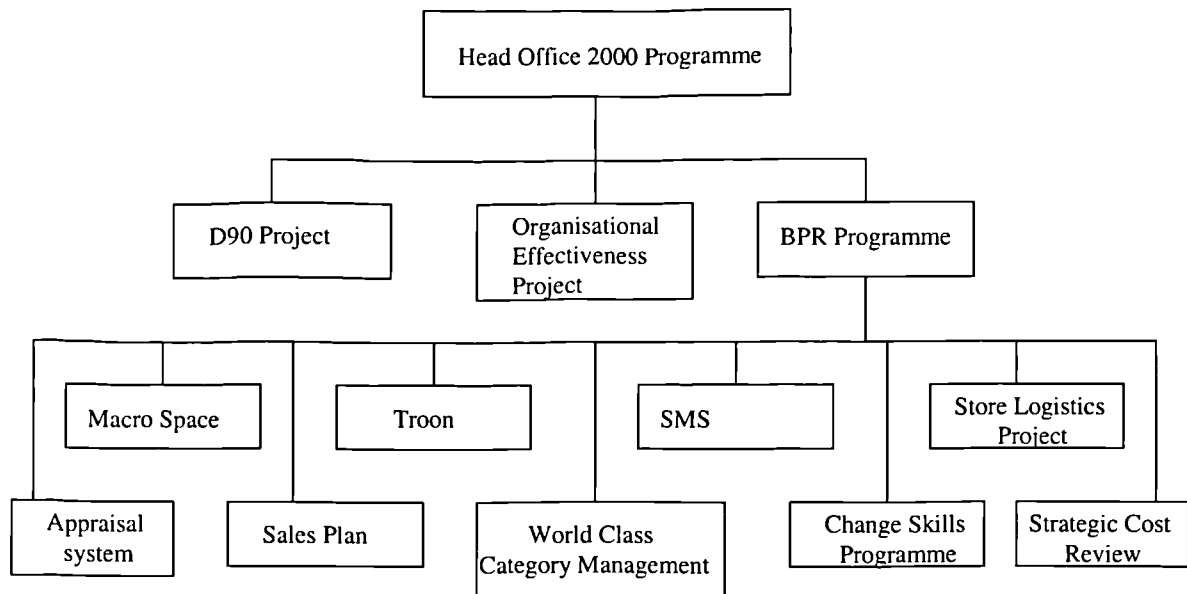 Head Office 2000 Programme
D90 Project
Organisational
Effectiveness
Project
BPR Programme
Macro Space
Troon
SMS
Store Logistics
Project
Appraisal
system
Sales Plan
World Class
Category Management
Change Skills
Programme
Strategic Cost
Review